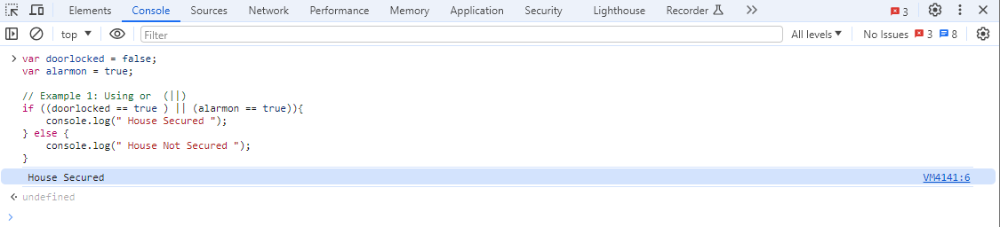 Elements Console Sources Network Performance Memory Application Security Lighthouse Recorder 3
top Filter All levels No Issues 3 8
var doorlocked = false;
var alarmon = true;
// Example 1: Using or  (||)
if ((doorlocked == true ) || (alarmon == true)){
    console.log(" House Secured ");
} else {
    console.log(" House Not Secured ");
}
House Secured VM4141:6
undefined